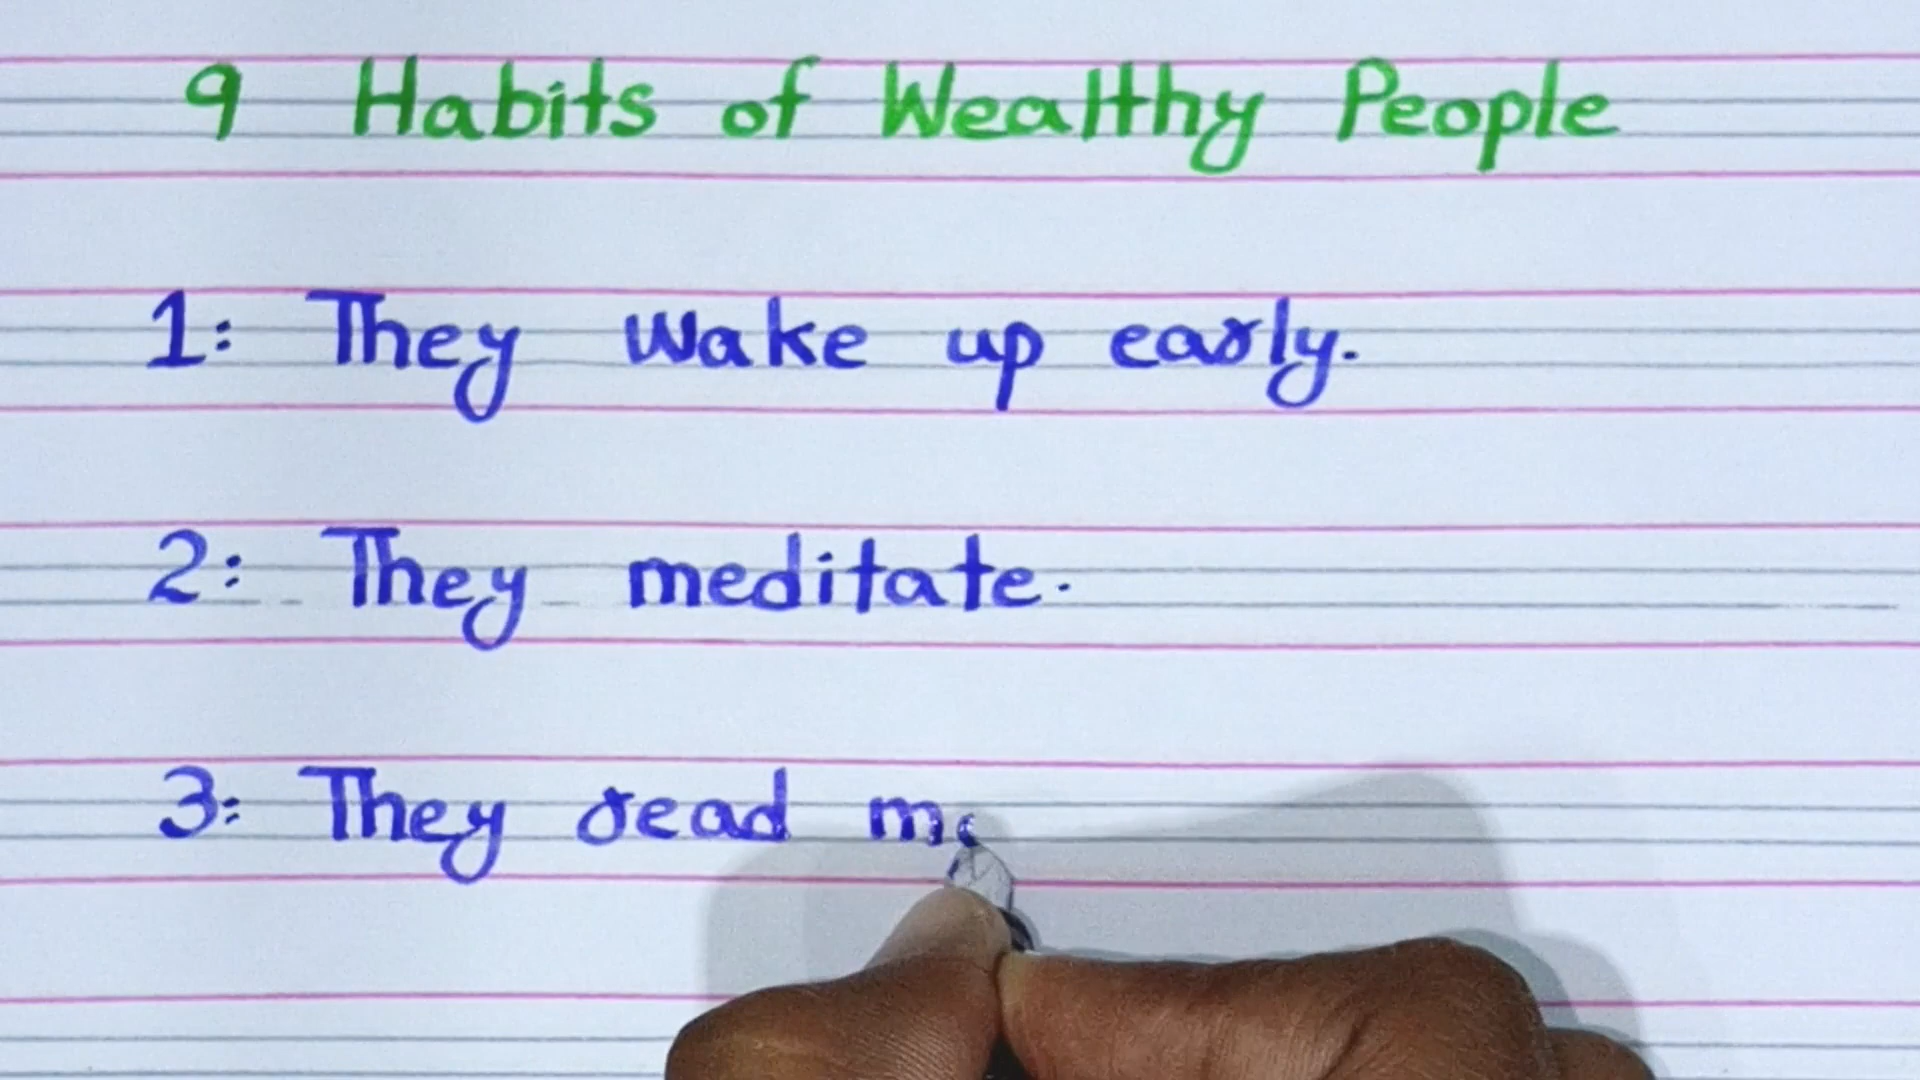 9 Habits of Wealthy People
1: They wake up early.
2: They meditate.
3: They read